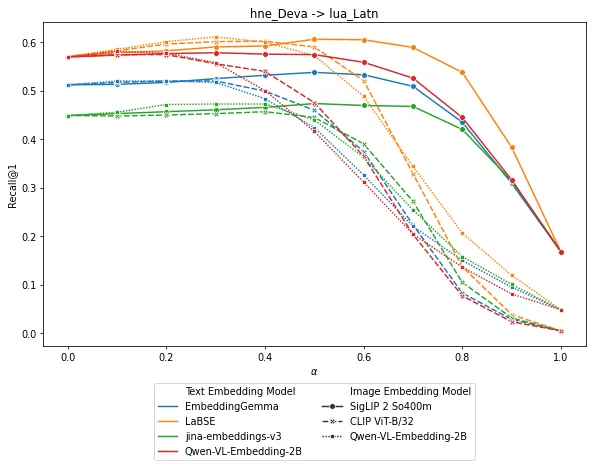 hne_Deva -> lua_Latn
Recall@1
0.6
0.5
0.4
0.3
0.2
0.1
0.0
0.0 0.2 0.4 0.6 0.8 1.0
α
Text Embedding Model
EmbeddingGemma
LaBSE
jina-embeddings-v3
Qwen-VL-Embedding-2B
Image Embedding Model
SigLIP 2 So400m
CLIP ViT-B/32
Qwen-VL-Embedding-2B